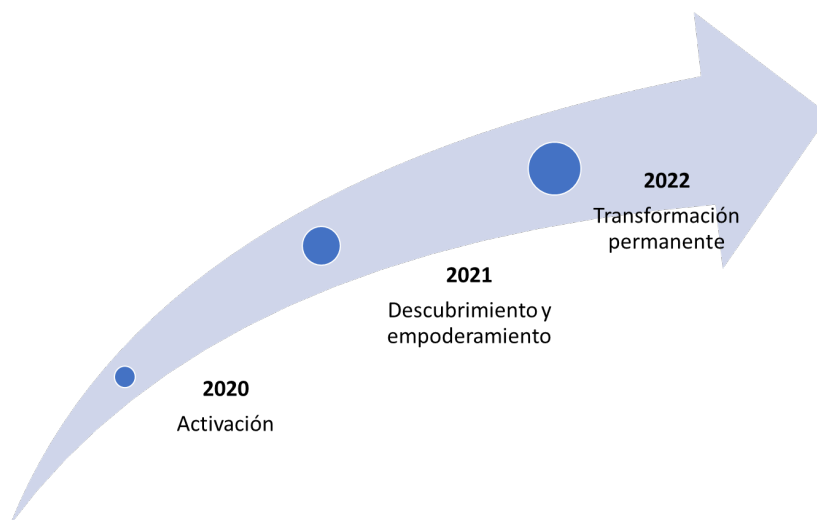 2020
Activación
2021
Descubrimiento y
empoderamiento
2022
Transformación
permanente